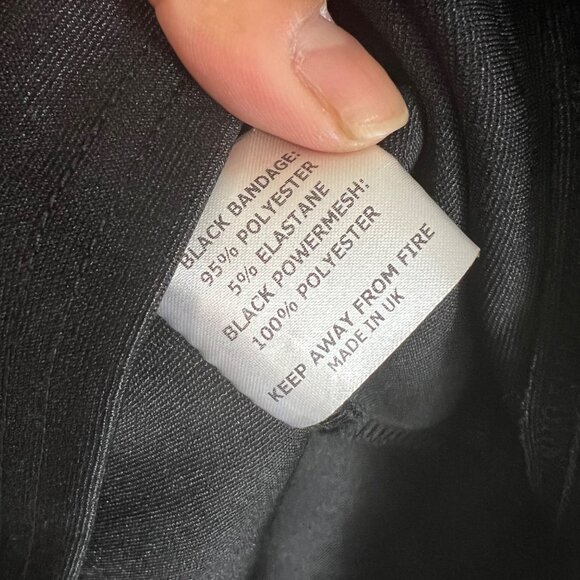 BLACK BANDAGE:
95% POLYESTER
5% ELASTANE
BLACK POWERMESH:
100% POLYESTER
KEEP AWAY FROM FIRE
MADE IN UK